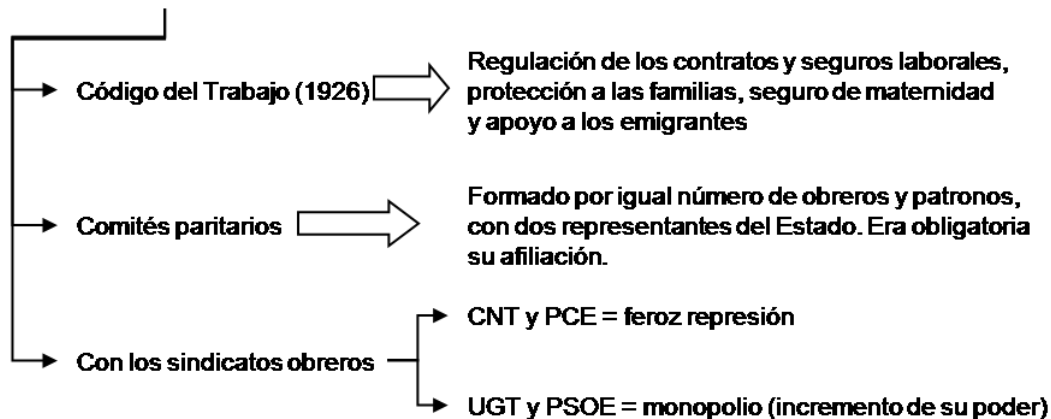 Código del Trabajo (1926)
Regulación de los contratos y seguros laborales,
protección a las familias, seguro de maternidad
y apoyo a los emigrantes
Comités paritarios
Formado por igual número de obreros y patronos,
con dos representantes del Estado. Era obligatoria
su afiliación.
Con los sindicatos obreros
CNT y PCE = feroz represión
UGT y PSOE = monopolio (incremento de su poder)